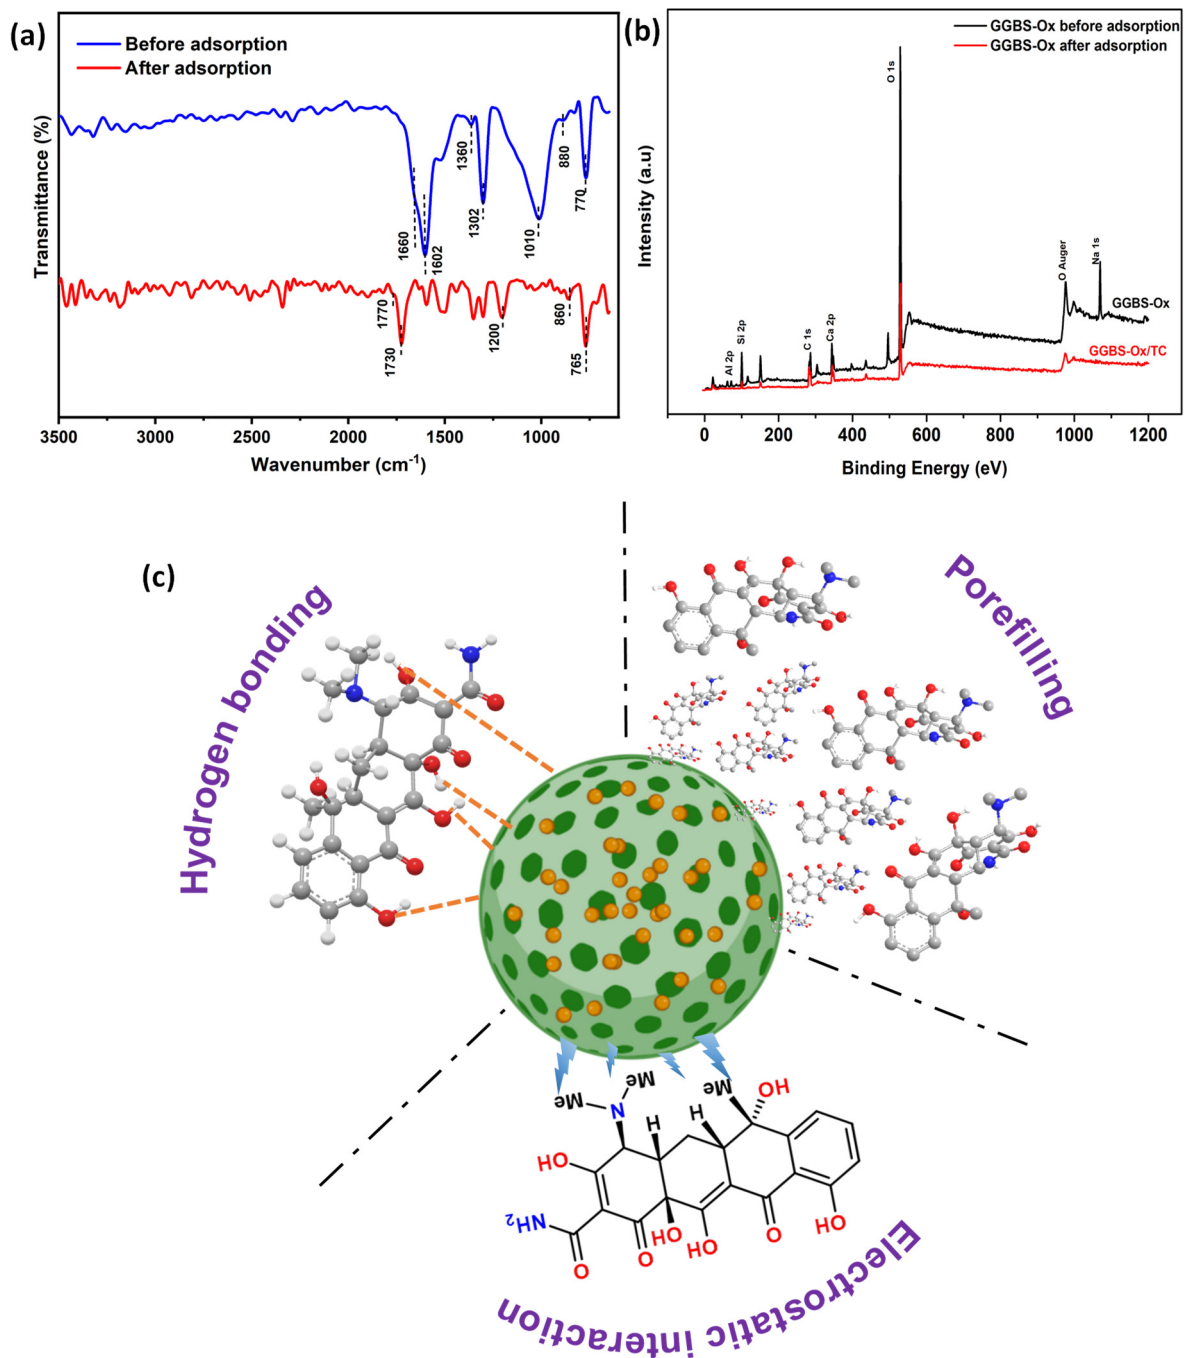 (a)
Before adsorption
After adsorption
Transmittance (%)
1660
1602
1360
1302
1010
880
770
1770
1730
1200
860
765
3500
3000
2500
2000
1500
1000
Wavenumber (cm-1)
(b)
GGBS-Ox before adsorption
GGBS-Ox after adsorption
Intensity (a.u)
Al 2p
Si 2p
C 1s
Ca 2p
O 1s
O Auger
Na 1s
GGBS-Ox
GGBS-Ox/TC
0
200
400
600
800
1000
1200
Binding Energy (eV)
(c)
Hydrogen bonding
Porefilling
Me
Me
N
H
H
Me
OH
HO
NH2
O
O
HO
HO
O
HO
Electrostatic interaction